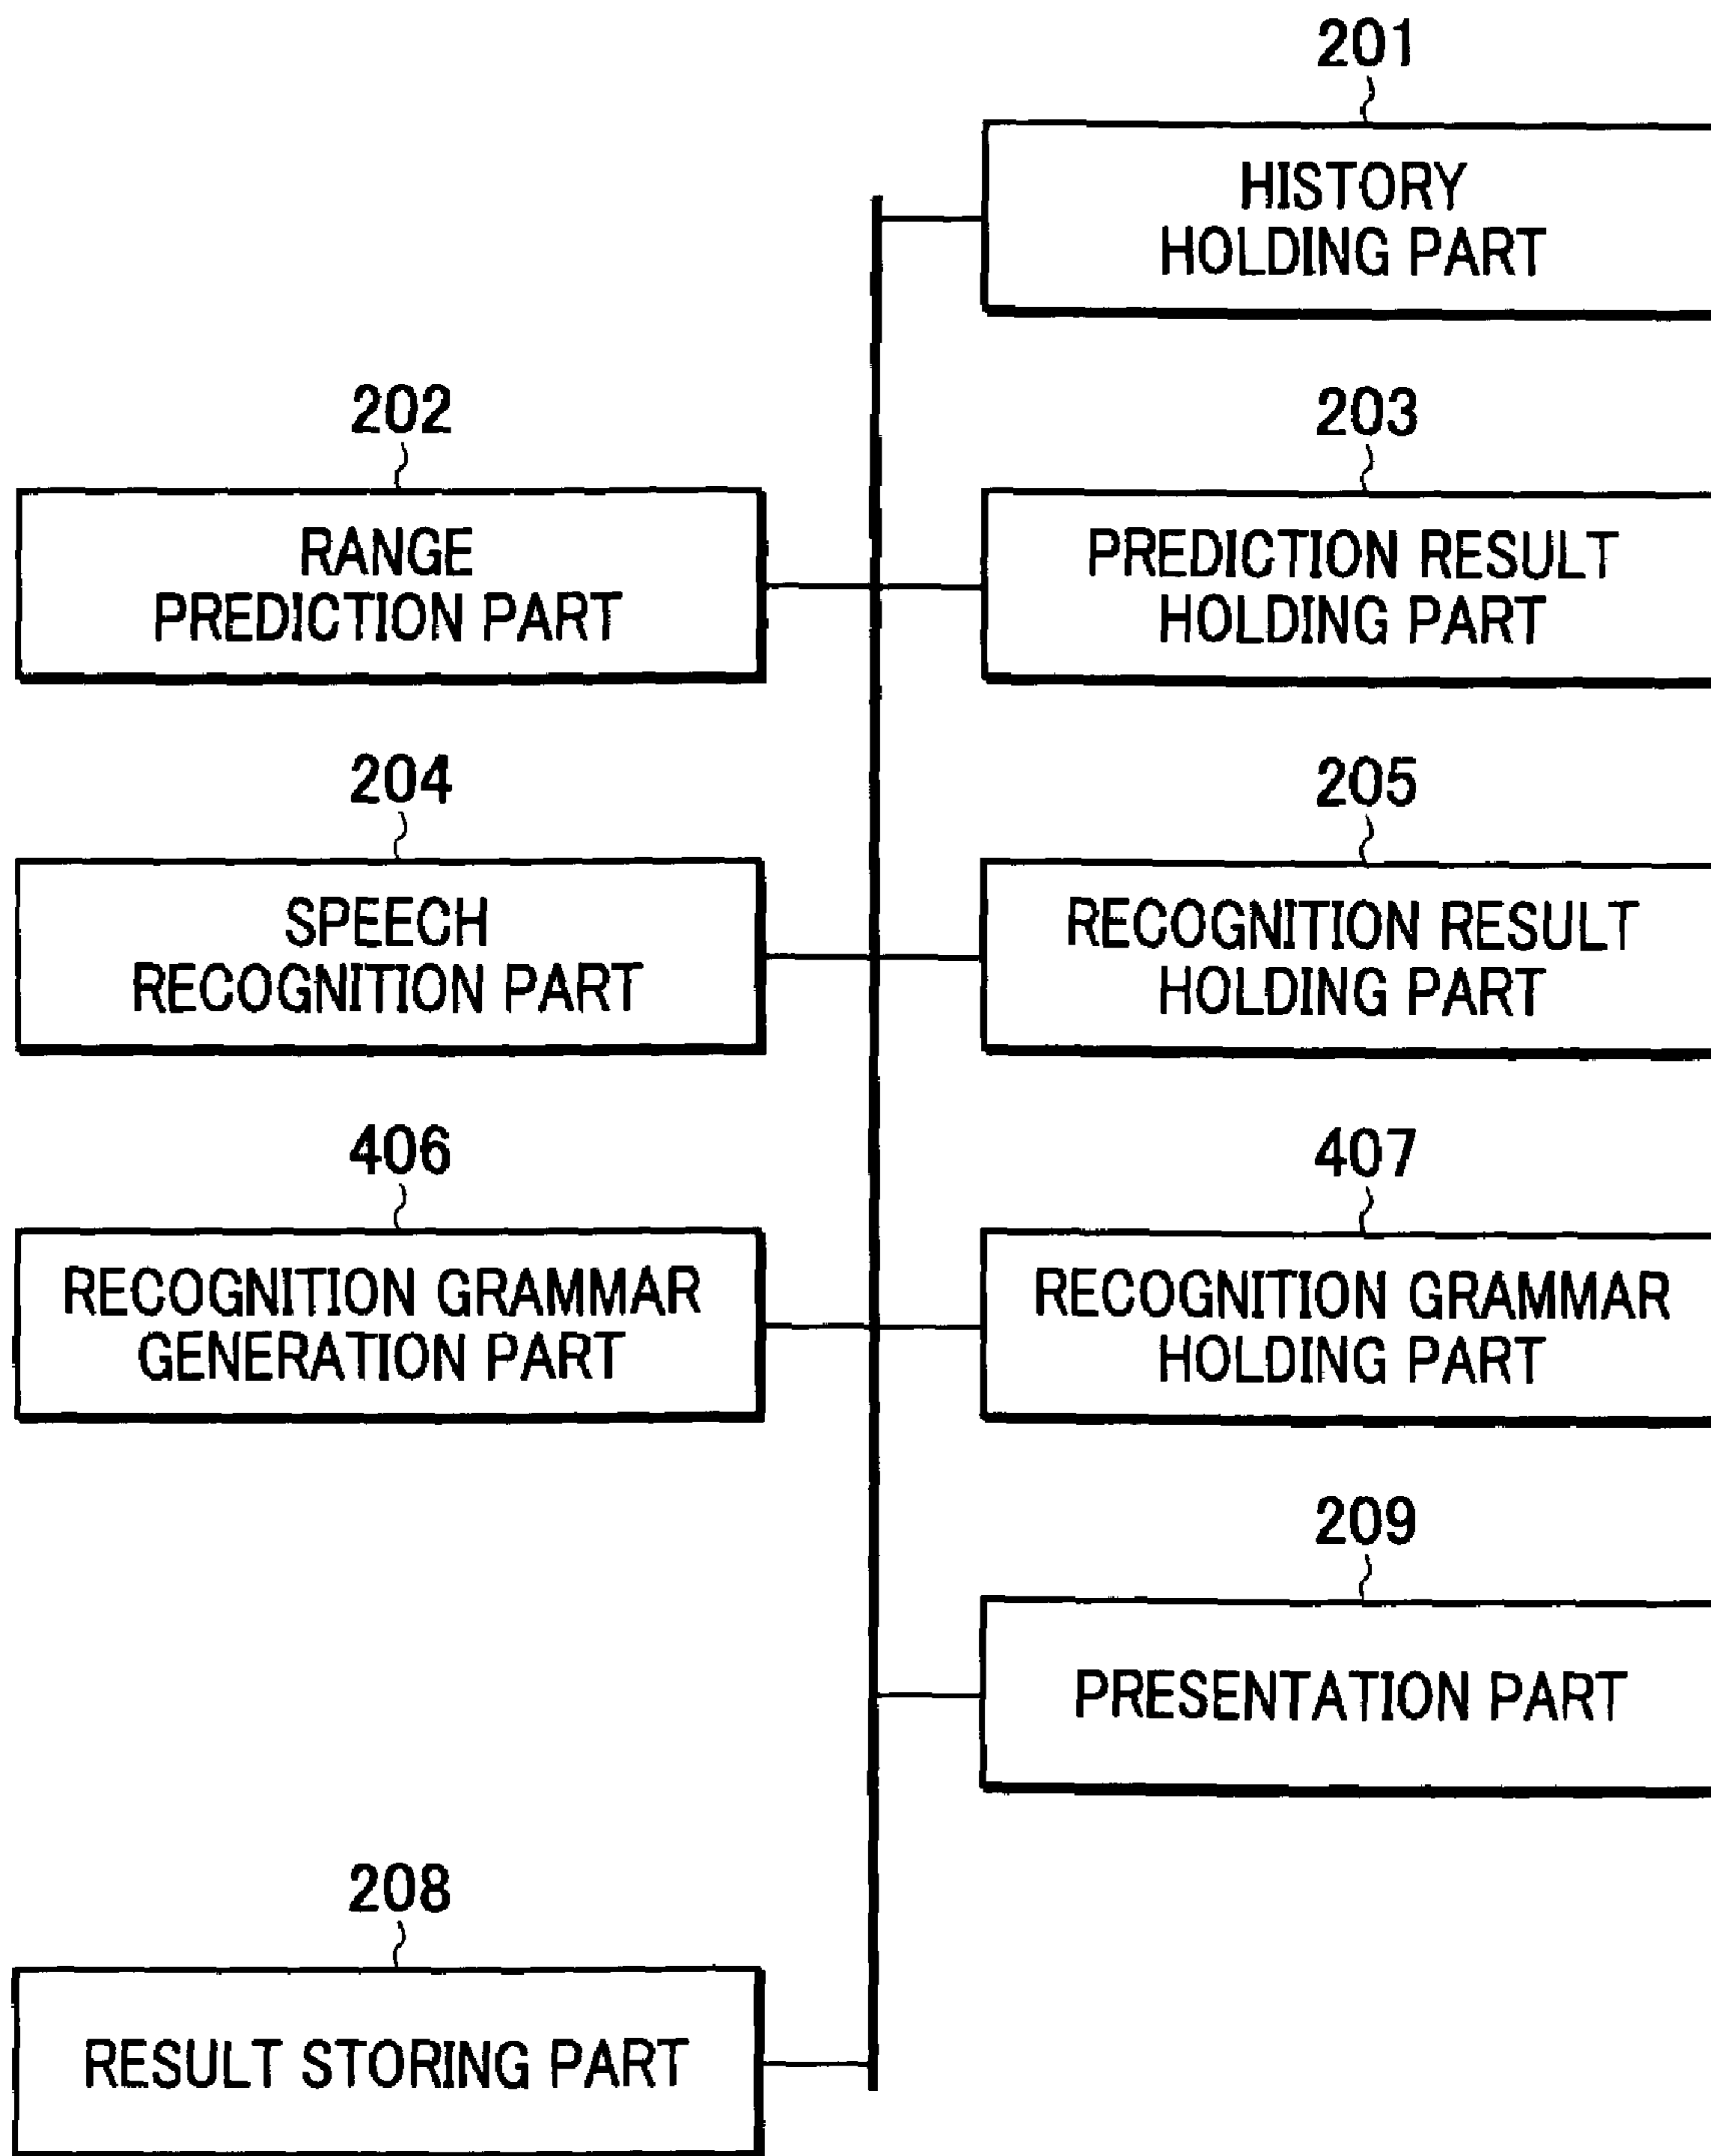 201
HISTORY
HOLDING PART
202
RANGE
PREDICTION PART
203
PREDICTION RESULT
HOLDING PART
204
SPEECH
RECOGNITION PART
205
RECOGNITION RESULT
HOLDING PART
406
RECOGNITION GRAMMAR
GENERATION PART
407
RECOGNITION GRAMMAR
HOLDING PART
209
PRESENTATION PART
208
RESULT STORING PART